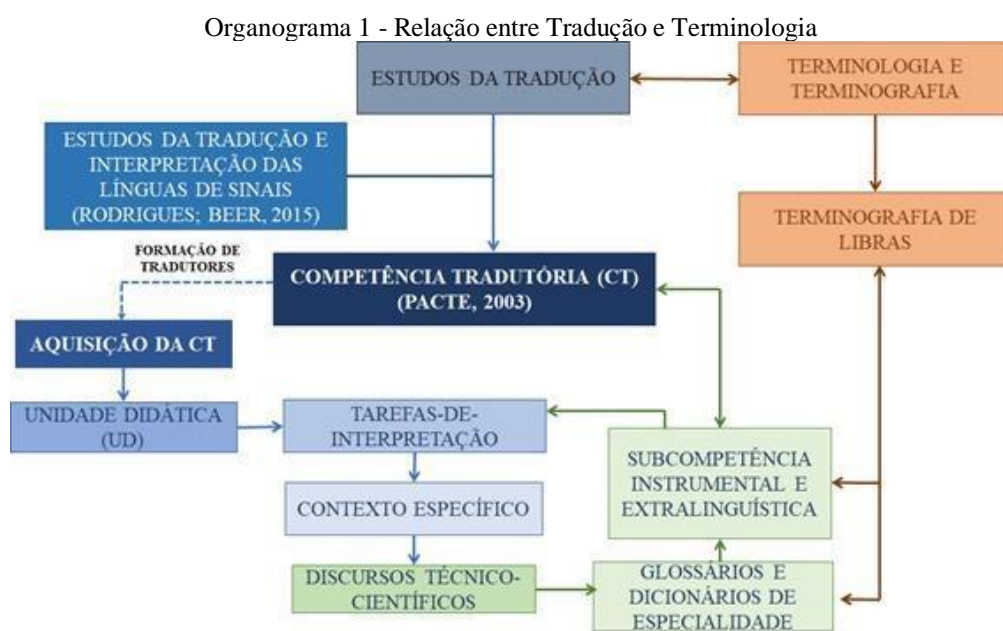 Organograma 1 - Relação entre Tradução e Terminologia
ESTUDOS DA TRADUÇÃO
TERMINOLOGIA E
TERMINOGRAFIA
ESTUDOS DA TRADUÇÃO E
INTERPRETAÇÃO DAS
LÍNGUAS DE SINAIS
(RODRIGUES; BEER, 2015)
TERMINOGRAFIA DE
LIBRAS
FORMAÇÃO DE
TRADUTORES
COMPETÊNCIA TRADUTÓRIA (CT)
(PACTE, 2003)
AQUISIÇÃO DA CT
UNIDADE DIDÁTICA
(UD)
TAREFAS-DE-
INTERPRETAÇÃO
SUBCOMPETÊNCIA
INSTRUMENTAL E
EXTRALINGUÍSTICA
CONTEXTO ESPECÍFICO
DISCURSOS TÉCNICO-
CIENTÍFICOS
GLOSSÁRIOS E
DICIONÁRIOS DE
ESPECIALIDADE